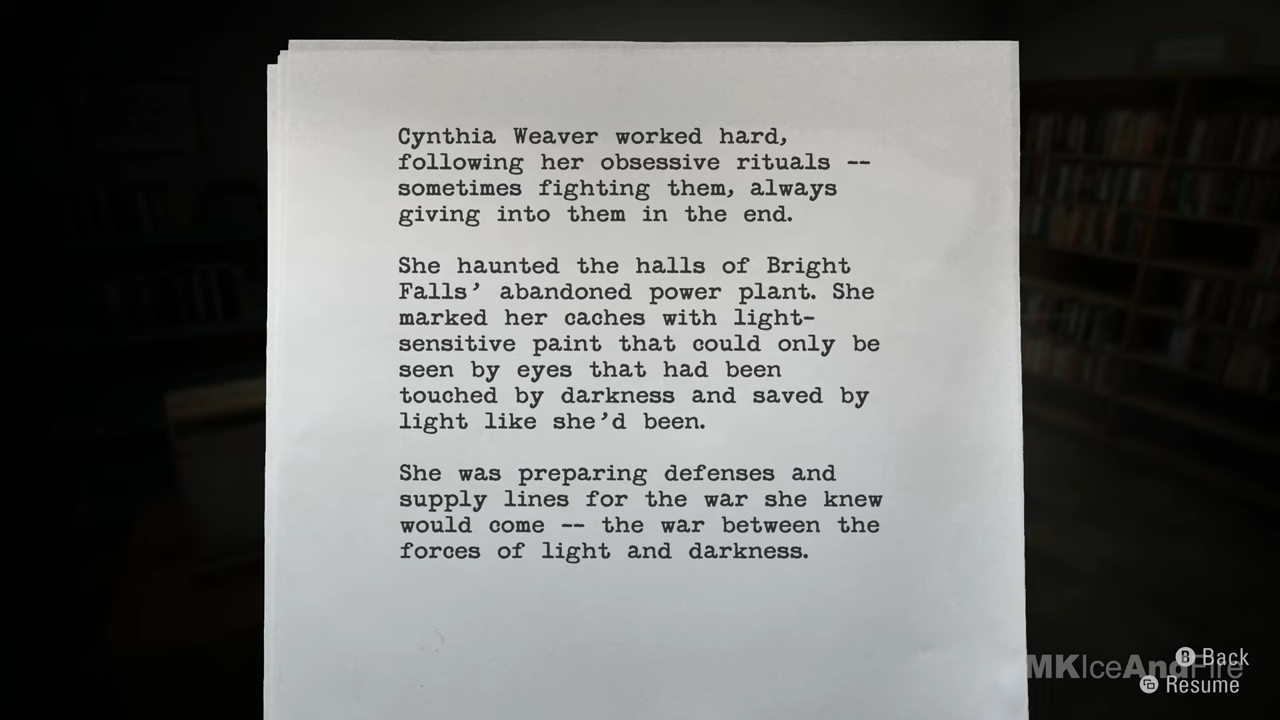 Cynthia Weaver worked hard,
following her obsessive rituals --
sometimes fighting them, always
giving into them in the end.
She haunted the halls of Bright
Falls’ abandoned power plant. She
marked her caches with light-
sensitive paint that could only be
seen by eyes that had been
touched by darkness and saved by
light like she’d been.
She was preparing defenses and
supply lines for the war she knew
would come -- the war between the
forces of light and darkness.
MKIceAndFire
B Back
Resume